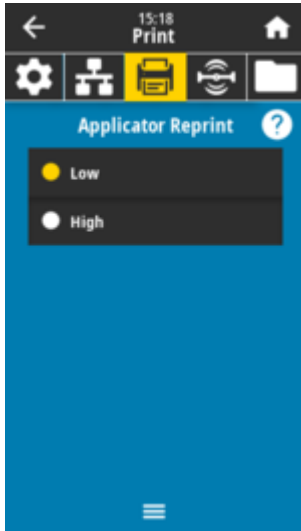 15:18
Print
Applicator Reprint
?
Low
High